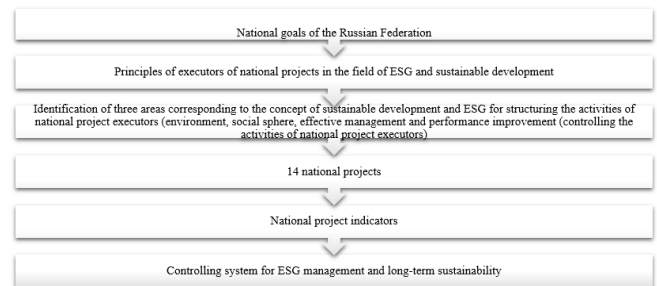 National goals of the Russian Federation
Principles of executors of national projects in the field of ESG and sustainable development
Identification of three areas corresponding to the concept of sustainable development and ESG for structuring the activities of
national project executors (environment, social sphere, effective management and performance improvement (controlling the
activities of national project executors)
14 national projects
National project indicators
Controlling system for ESG management and long-term sustainability